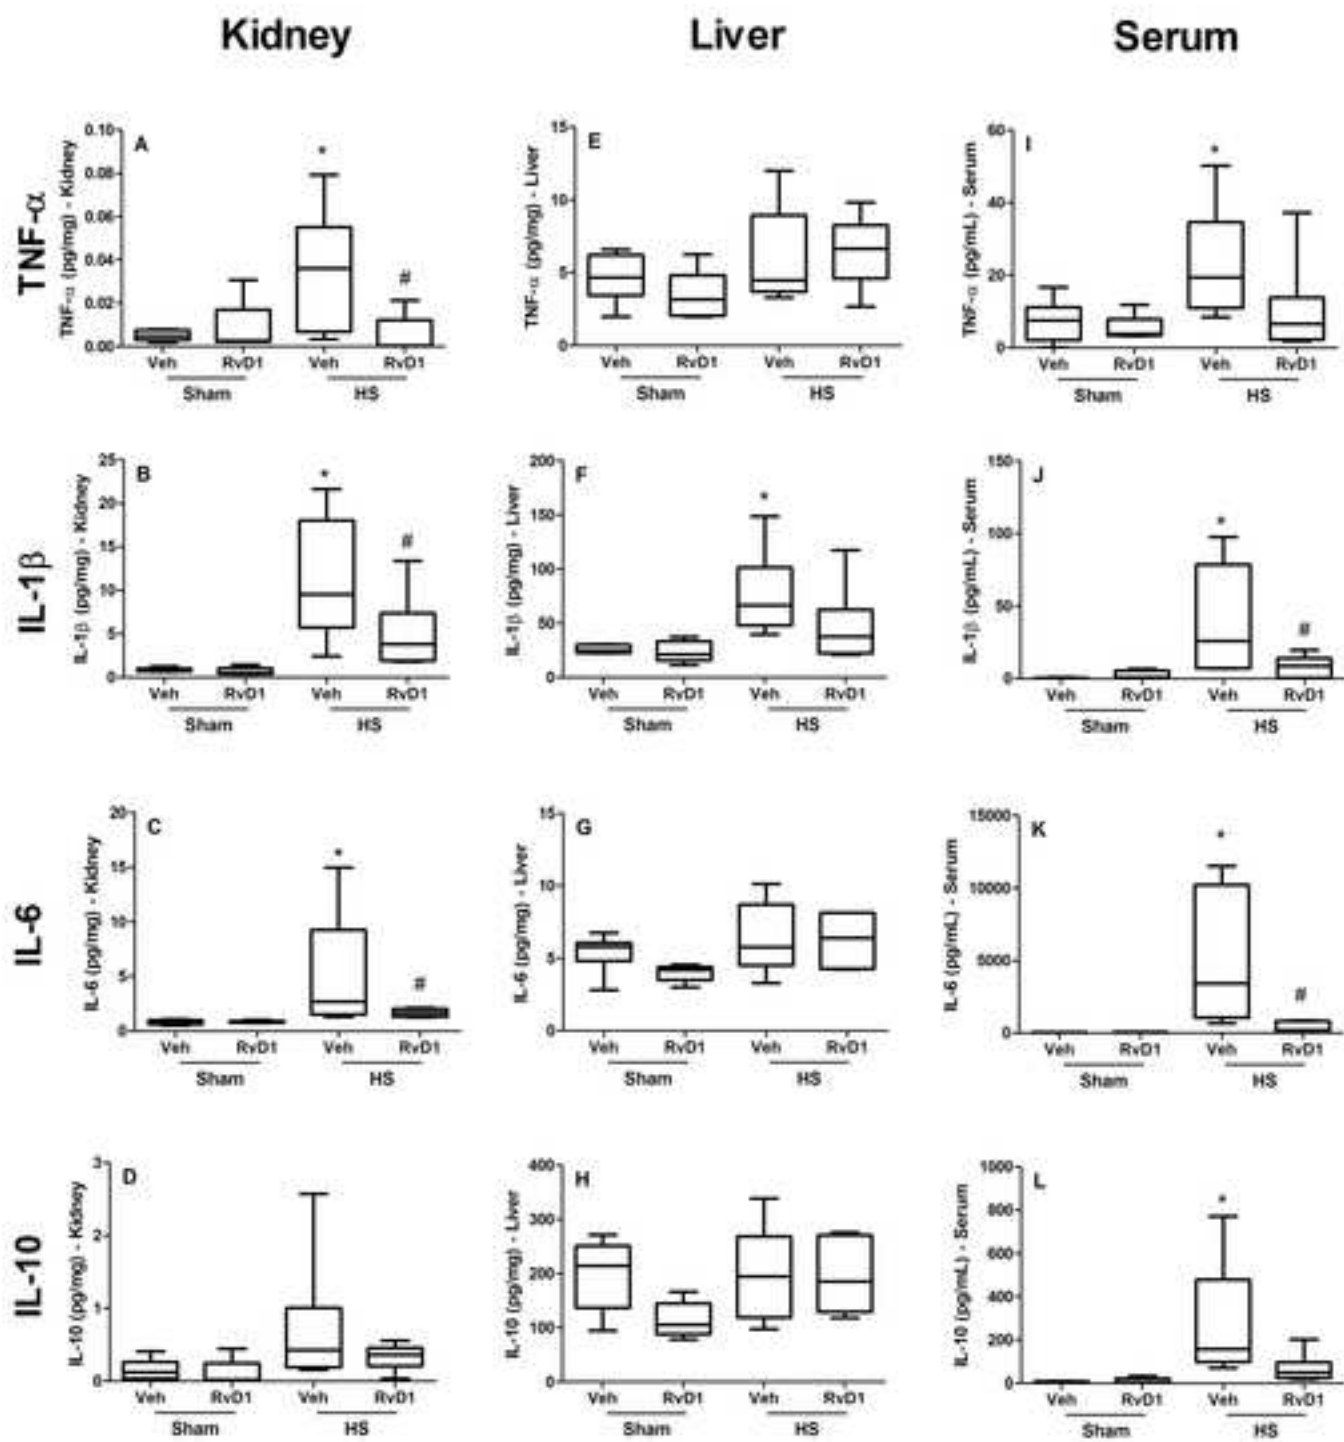 Kidney Liver Serum
TNF-α
A
TNF-α (pg/mg) - Kidney
0.10
0.08
0.06
0.04
0.02
0.00
*
#
Veh RvD1 Veh RvD1
Sham HS
E
TNF-α (pg/mg) - Liver
15
10
5
0
Veh RvD1 Veh RvD1
Sham HS
I
TNF-α (pg/mL) - Serum
60
40
20
0
*
Veh RvD1 Veh RvD1
Sham HS
IL-1β
B
IL-1β (pg/mg) - Kidney
25
20
15
10
5
0
*
#
Veh RvD1 Veh RvD1
Sham HS
F
IL-1β (pg/mg) - Liver
200
150
100
50
0
*
Veh RvD1 Veh RvD1
Sham HS
J
IL-1β (pg/mL) - Serum
150
100
50
0
*
#
Veh RvD1 Veh RvD1
Sham HS
IL-6
C
IL-6 (pg/mg) - Kidney
20
15
10
5
0
*
#
Veh RvD1 Veh RvD1
Sham HS
G
IL-6 (pg/mg) - Liver
15
10
5
0
Veh RvD1 Veh RvD1
Sham HS
K
IL-6 (pg/mL) - Serum
15000
10000
5000
0
*
#
Veh RvD1 Veh RvD1
Sham HS
IL-10
D
IL-10 (pg/mg) - Kidney
3
2
1
0
Veh RvD1 Veh RvD1
Sham HS
H
IL-10 (pg/mg) - Liver
400
300
200
100
0
Veh RvD1 Veh RvD1
Sham HS
L
IL-10 (pg/mL) - Serum
1000
800
600
400
200
0
*
Veh RvD1 Veh RvD1
Sham HS